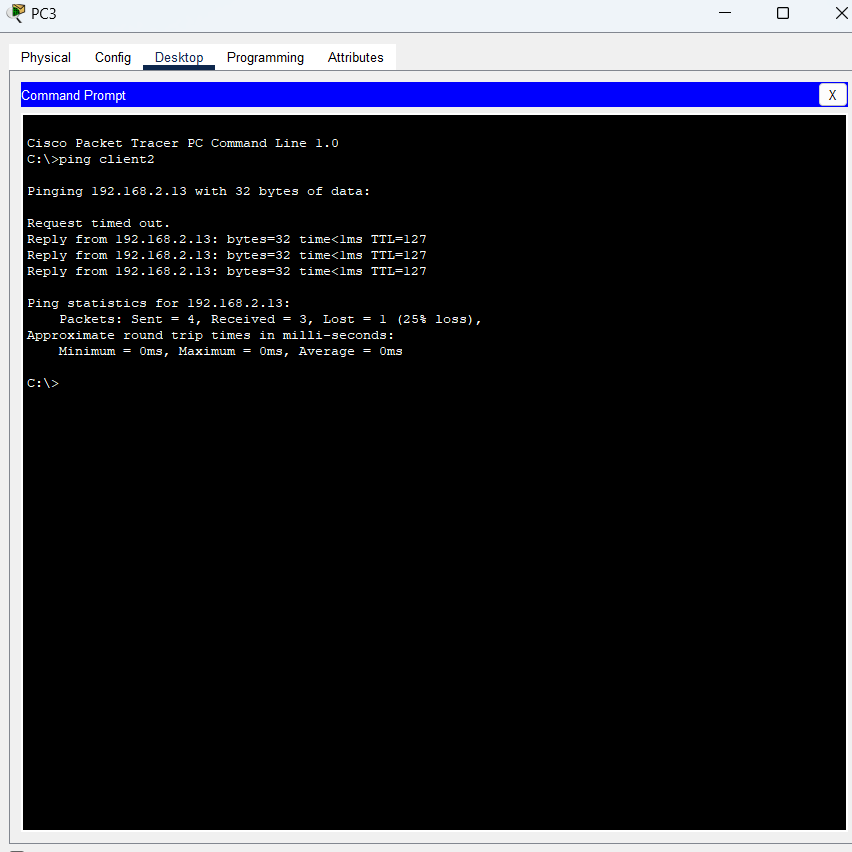 PC3
Physical Config Desktop Programming Attributes
Command Prompt X
Cisco Packet Tracer PC Command Line 1.0
C:\>ping client2
Pinging 192.168.2.13 with 32 bytes of data:
Request timed out.
Reply from 192.168.2.13: bytes=32 time<1ms TTL=127
Reply from 192.168.2.13: bytes=32 time<1ms TTL=127
Reply from 192.168.2.13: bytes=32 time<1ms TTL=127
Ping statistics for 192.168.2.13:
Packets: Sent = 4, Received = 3, Lost = 1 (25% loss),
Approximate round trip times in milli-seconds:
Minimum = 0ms, Maximum = 0ms, Average = 0ms
C:\>